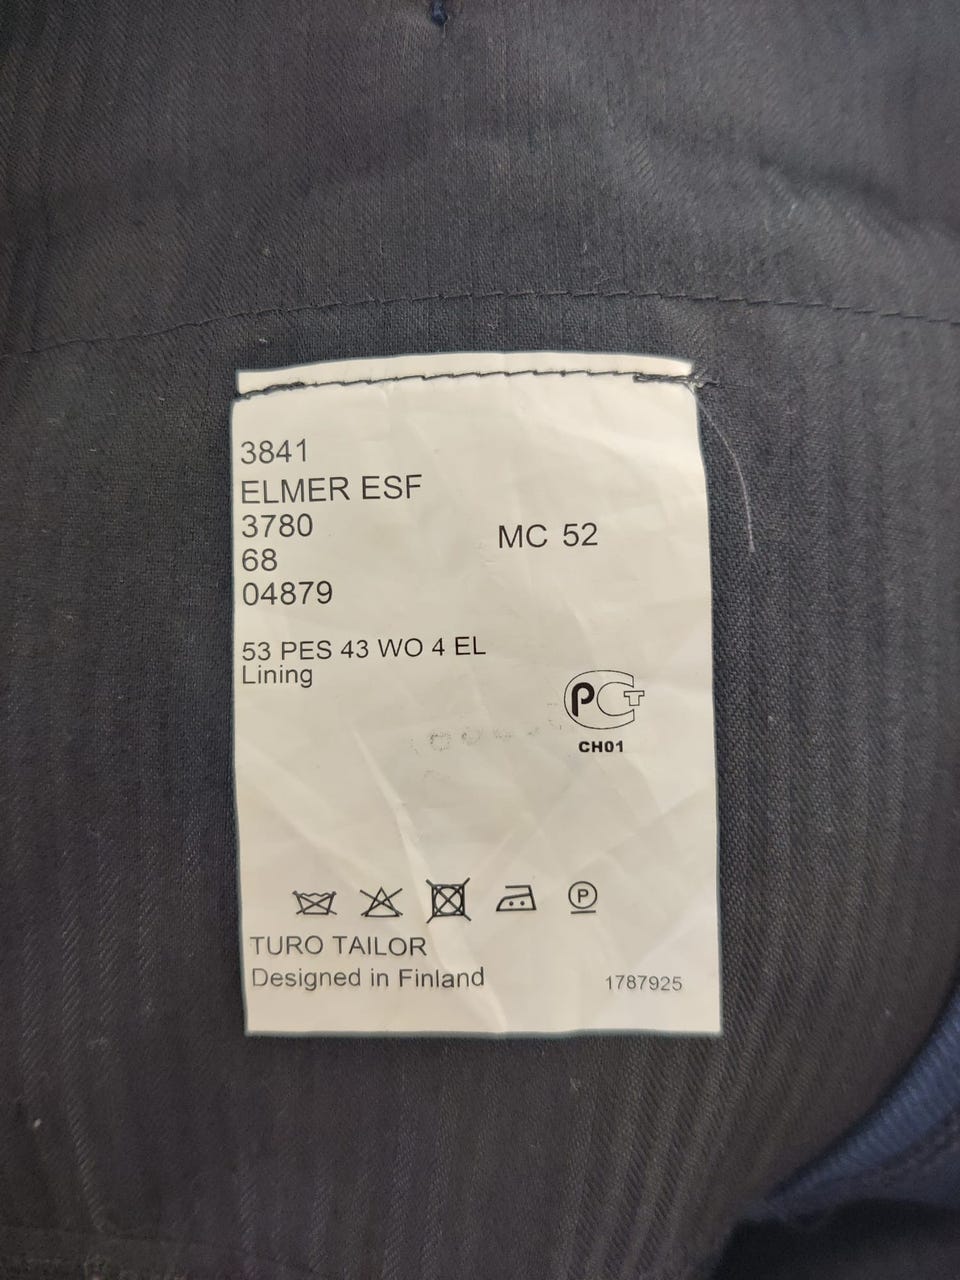 3841
ELMER ESF
3780
MC 52
68
04879
53 PES 43 WO 4 EL
Lining
РСТ
CH01
P
TURO TAILOR
Designed in Finland
1787925